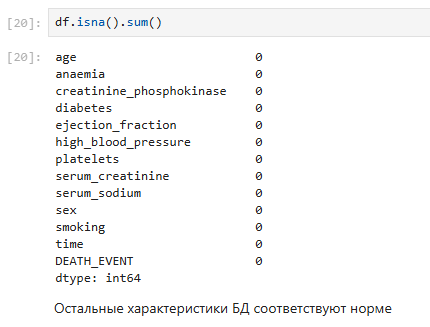 [20]: df.isna().sum()
[20]: age 0
anaemia 0
creatinine_phosphokinase 0
diabetes 0
ejection_fraction 0
high_blood_pressure 0
platelets 0
serum_creatinine 0
serum_sodium 0
sex 0
smoking 0
time 0
DEATH_EVENT 0
dtype: int64
Остальные характеристики БД соответствуют норме